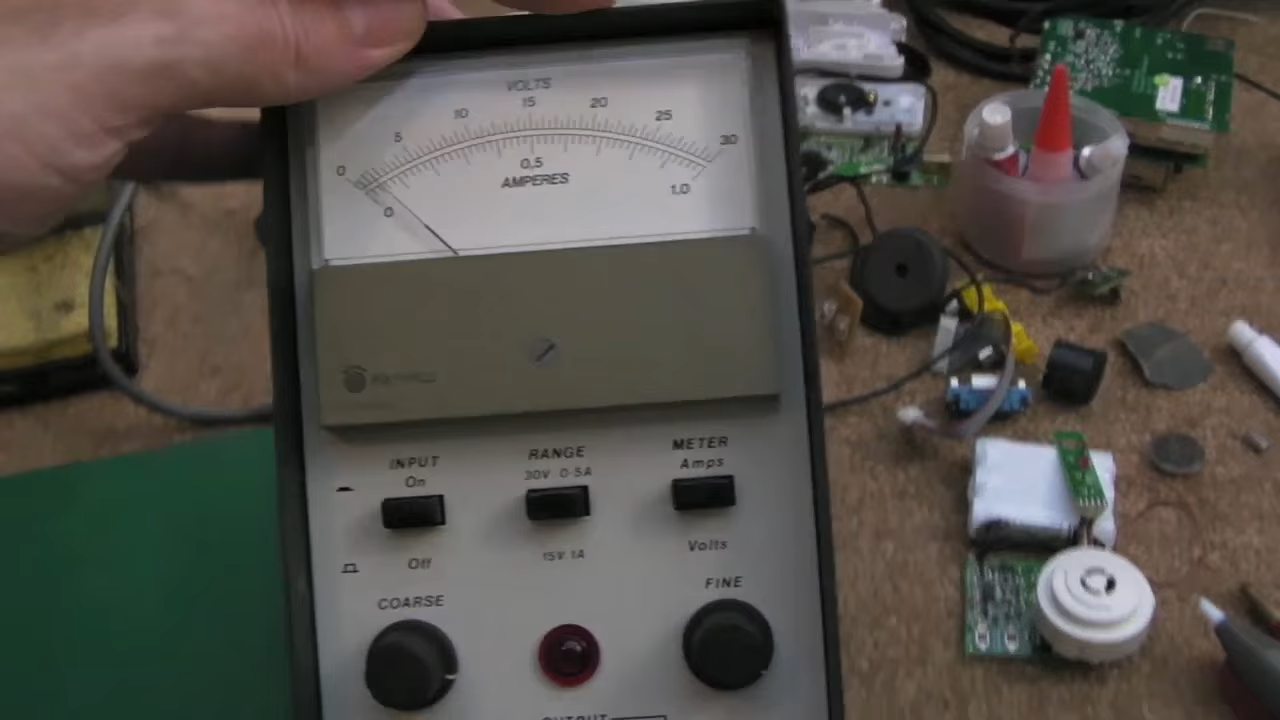 VOLTS
0 5 10 15 20 25 30
0 0,5 1,0
AMPERES
INPUT RANGE METER
On 30V 0·5A Amps
Off 15V 1A Volts
COARSE FINE
OUTPUT